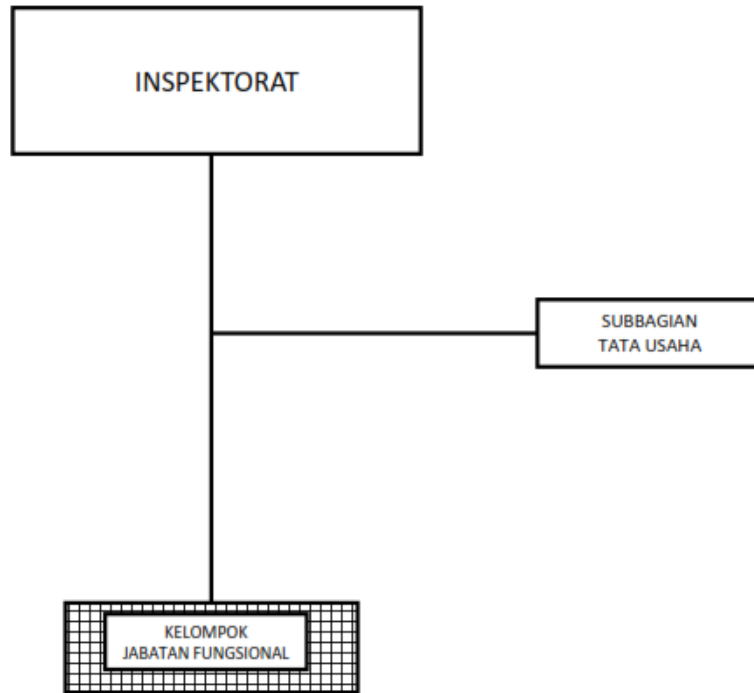 INSPEKTORAT
SUBBAGIAN
TATA USAHA
KELOMPOK
JABATAN FUNGSIONAL